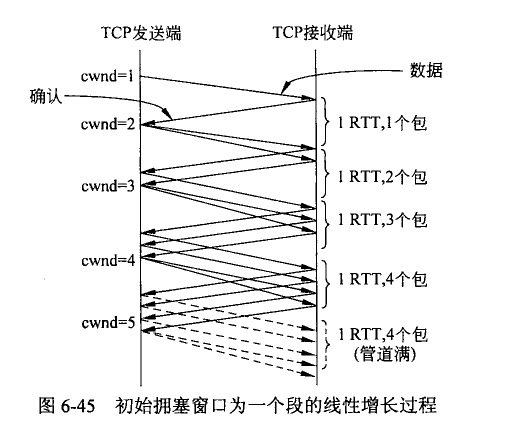 TCP发送端
TCP接收端
cwnd=1
数据
确认
1 RTT,1个包
cwnd=2
1 RTT,2个包
cwnd=3
1 RTT,3个包
cwnd=4
1 RTT,4个包
cwnd=5
1 RTT,4个包
(管道满)
图 6-45 初始拥塞窗口为一个段的线性增长过程